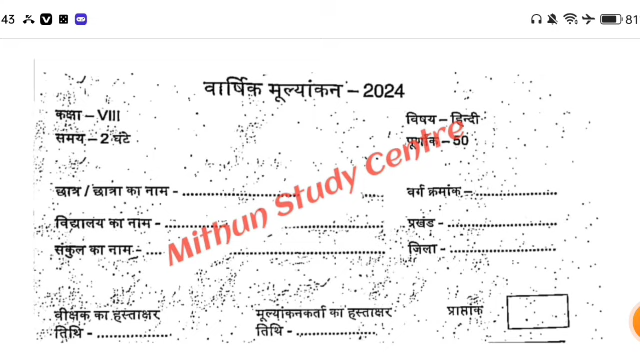 43 81
वार्षिक मूल्यांकन – 2024
कक्षा – VIII विषय – हिन्दी
समय – 2 घंटे पूर्णांक – 50
Mithun Study Centre
छात्र / छात्रा का नाम - .................................... वर्ग क्रमांक – .....................
विद्यालय का नाम - .................................... प्रखंड - ...........................
संकुल का नाम - .................................... जिला - ...........................
वीक्षक का हस्ताक्षर मूल्यांकनकर्ता का हस्ताक्षर प्राप्तांक
तिथि - .................. तिथि - ..................